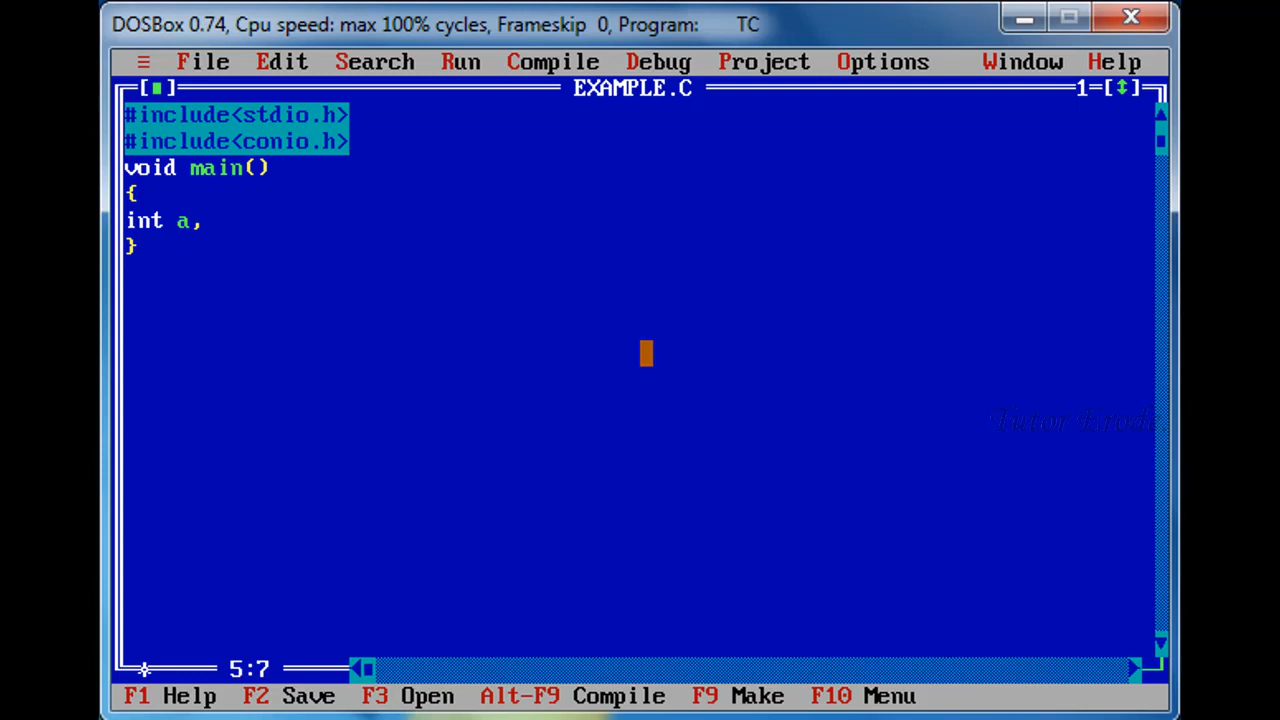 DOSBox 0.74, Cpu speed: max 100% cycles, Frameskip 0, Program: TC
≡ File Edit Search Run Compile Debug Project Options Window Help
EXAMPLE.C 1
#include<stdio.h>
#include<conio.h>
void main()
{
int a,
}
Tutor Erode
5:7
F1 Help F2 Save F3 Open Alt-F9 Compile F9 Make F10 Menu